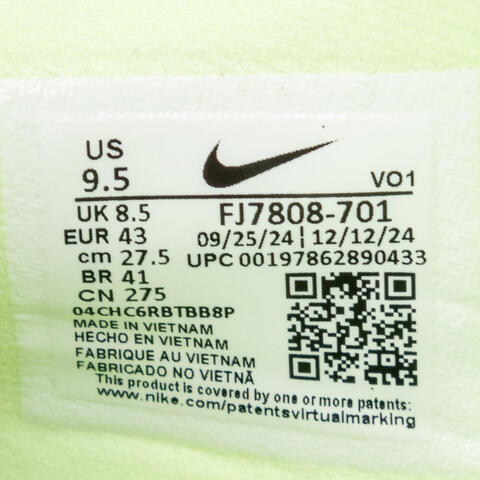 US
9.5
VO1
UK 8.5
FJ7808-701
EUR 43
09/25/24 | 12/12/24
cm 27.5
UPC 00197862890433
BR 41
CN 275
04CHC6RBTBB8P
MADE IN VIETNAM
HECHO EN VIETNAM
FABRIQUE AU VIETNAM
FABRICADO NO VIETNÃ
This product is covered by one or more patents:
www.nike.com/patentsvirtualmarking